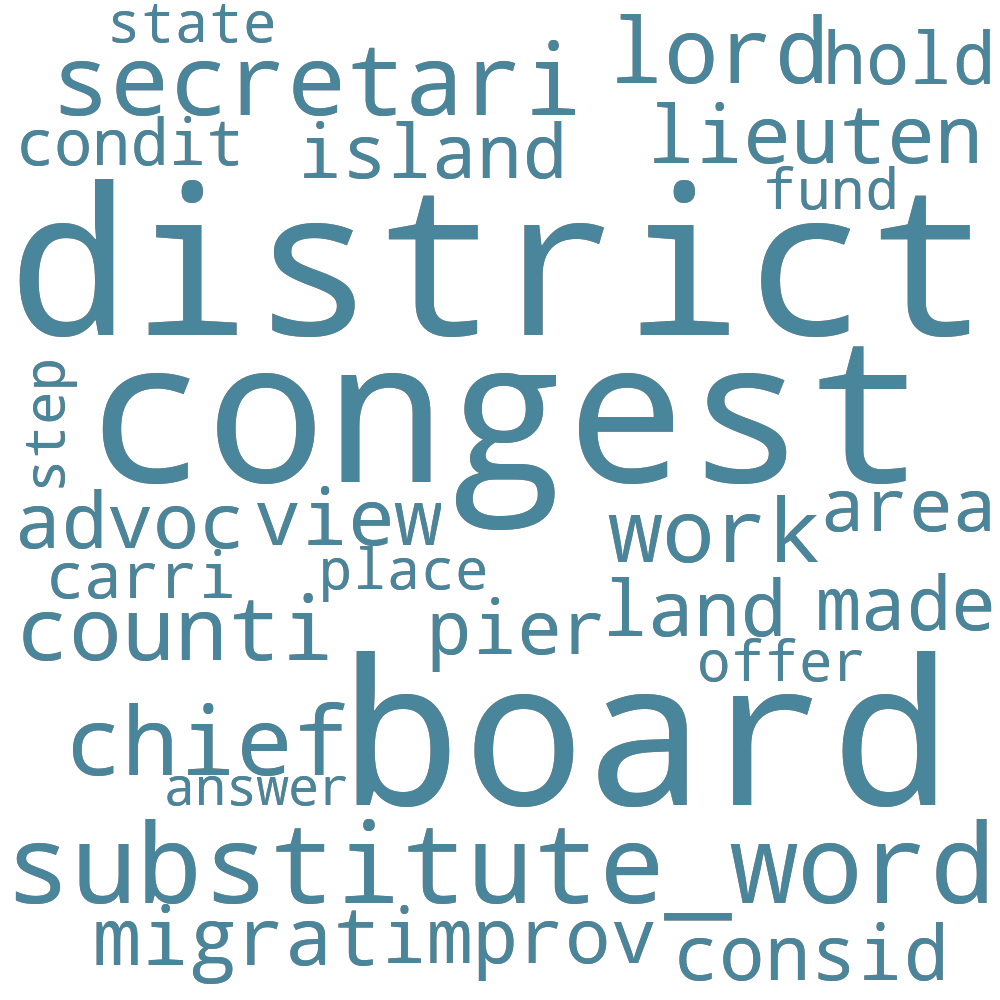 state
secretari
lord
hold
condit
island
lieuten
fund
district
step
congest
advoc
view
work
area
carri
place
counti
pier
land
made
offer
chief
board
answer
substitute_word
migrat
improv
consid